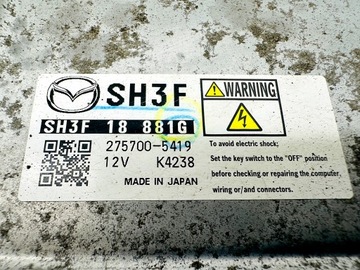 SH3F
SH3F 18 881G
275700-5419
12V K4238
MADE IN JAPAN
WARNING
To avoid electric shock;
Set the key switch to the "OFF" position
before checking or repairing the computer,
wiring or/and connectors.